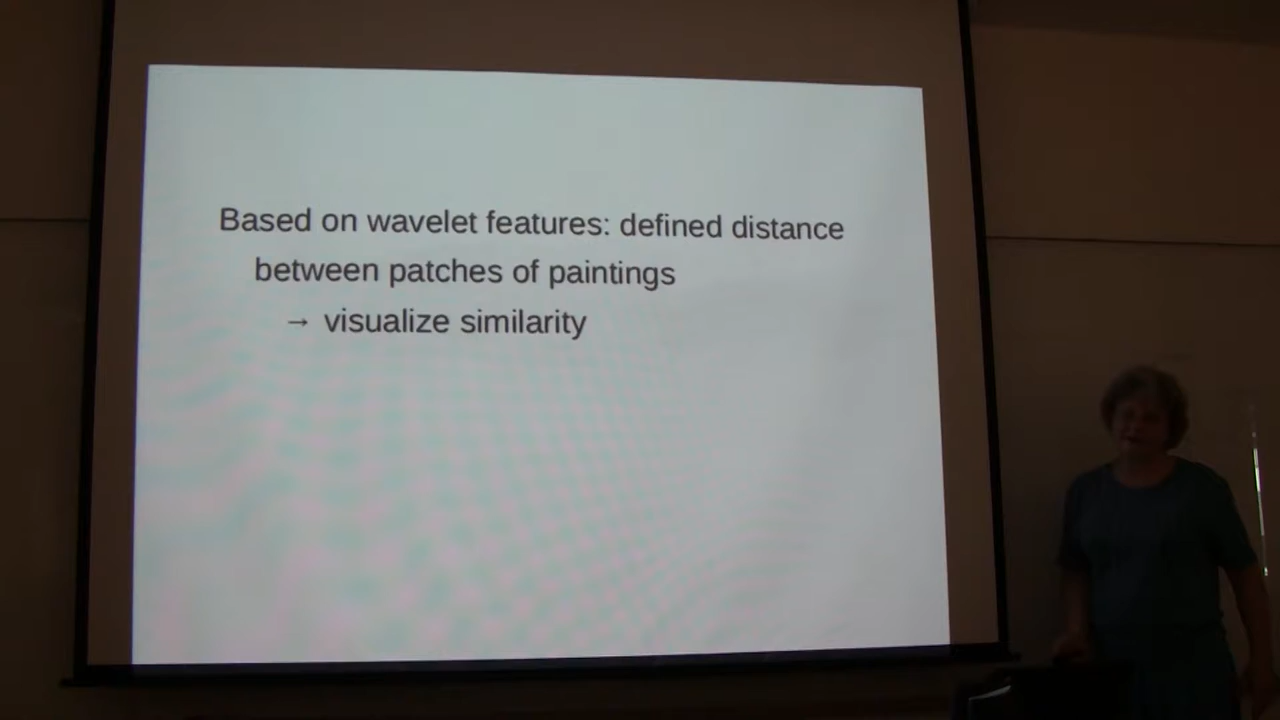 Based on wavelet features: defined distance
between patches of paintings
→ visualize similarity